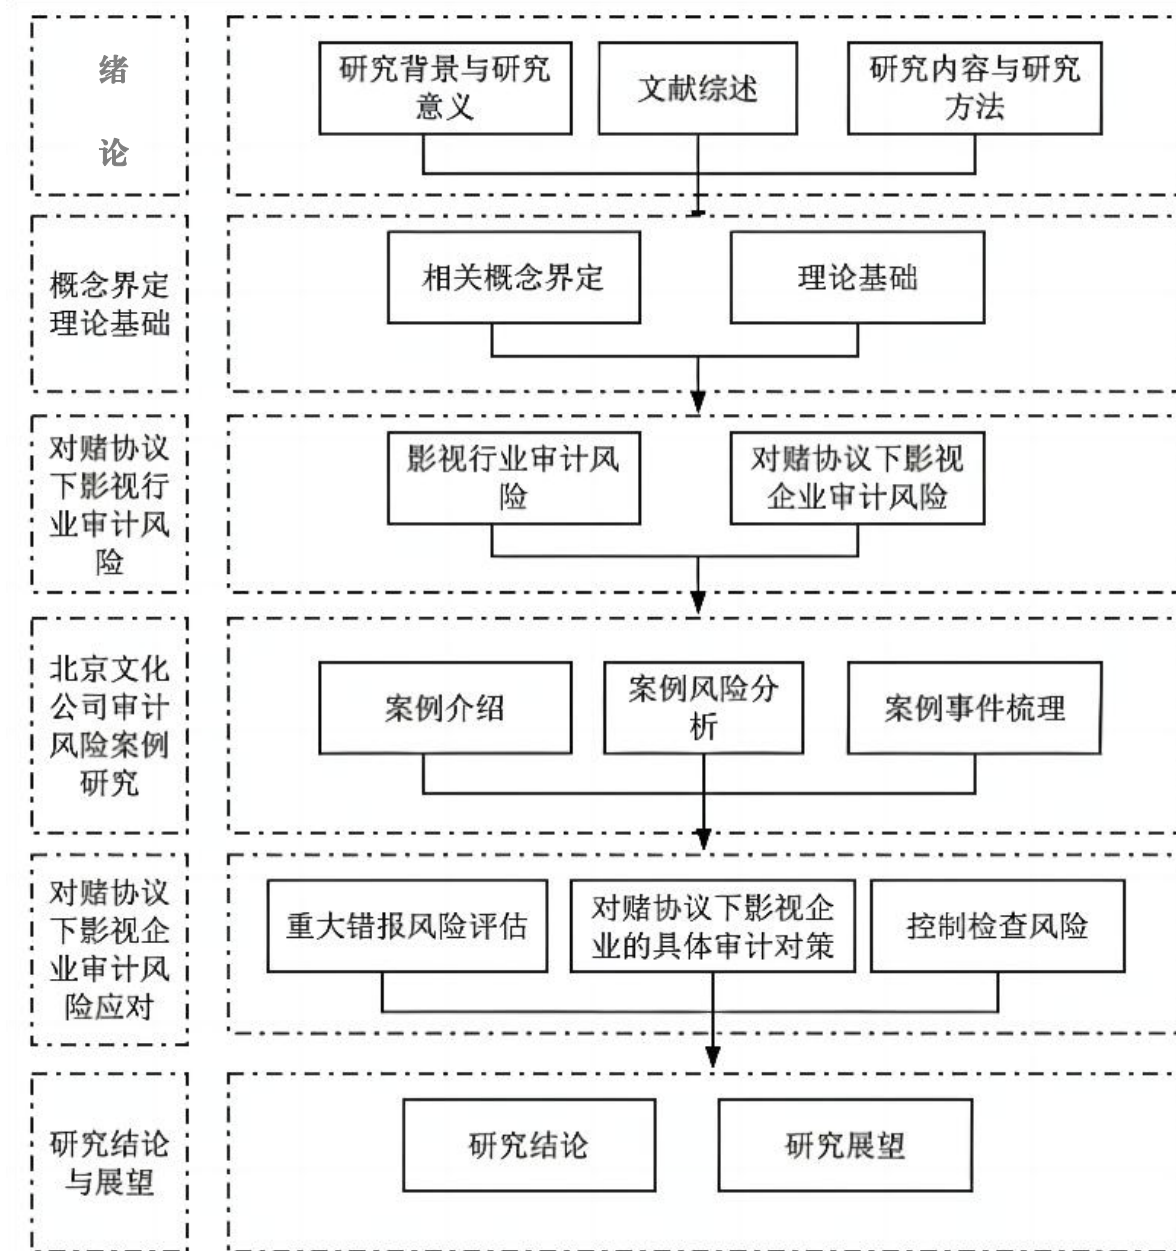 绪
论
研究背景与研究
意义
文献综述
研究内容与研究
方法
概念界定
理论基础
相关概念界定
理论基础
对赌协议
下影视行
业审计风
险
影视行业审计风
险
对赌协议下影视
企业审计风险
北京文化
公司审计
风险案例
研究
案例介绍
案例风险分
析
案例事件梳理
对赌协议
下影视企
业审计风
险应对
重大错报风险评估
对赌协议下影视企
业的具体审计对策
控制检查风险
研究结论
与展望
研究结论
研究展望